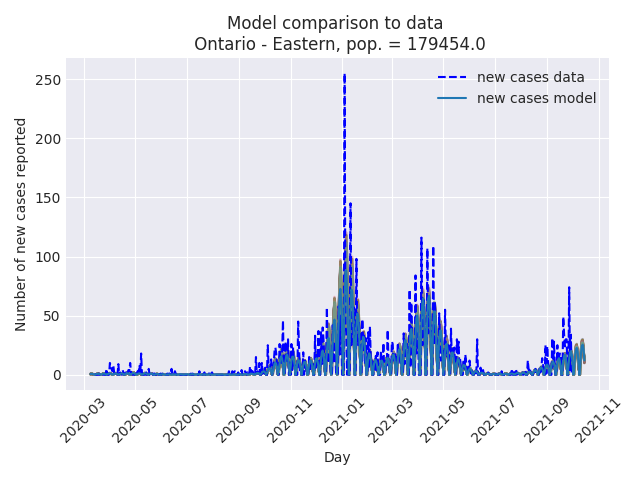 Model comparison to data
Ontario - Eastern, pop. = 179454.0
new cases data
new cases model
Number of new cases reported
250
200
150
100
50
0
2020-03
2020-05
2020-07
2020-09
2020-11
2021-01
2021-03
2021-05
2021-07
2021-09
2021-11
Day